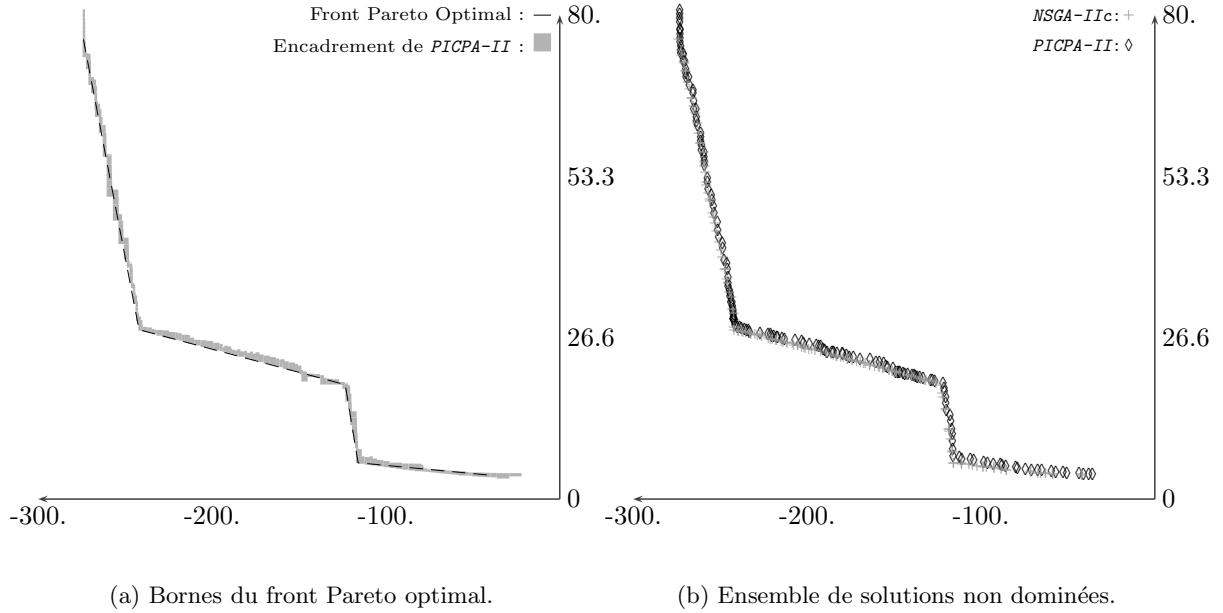 Front Pareto Optimal : —
Encadrement de PICPA-II :
80.
53.3
26.6
0
-300.
-200.
-100.
(a) Bornes du front Pareto optimal.
NSGA-IIc: +
PICPA-II: ◊
80.
53.3
26.6
0
-300.
-200.
-100.
(b) Ensemble de solutions non dominées.